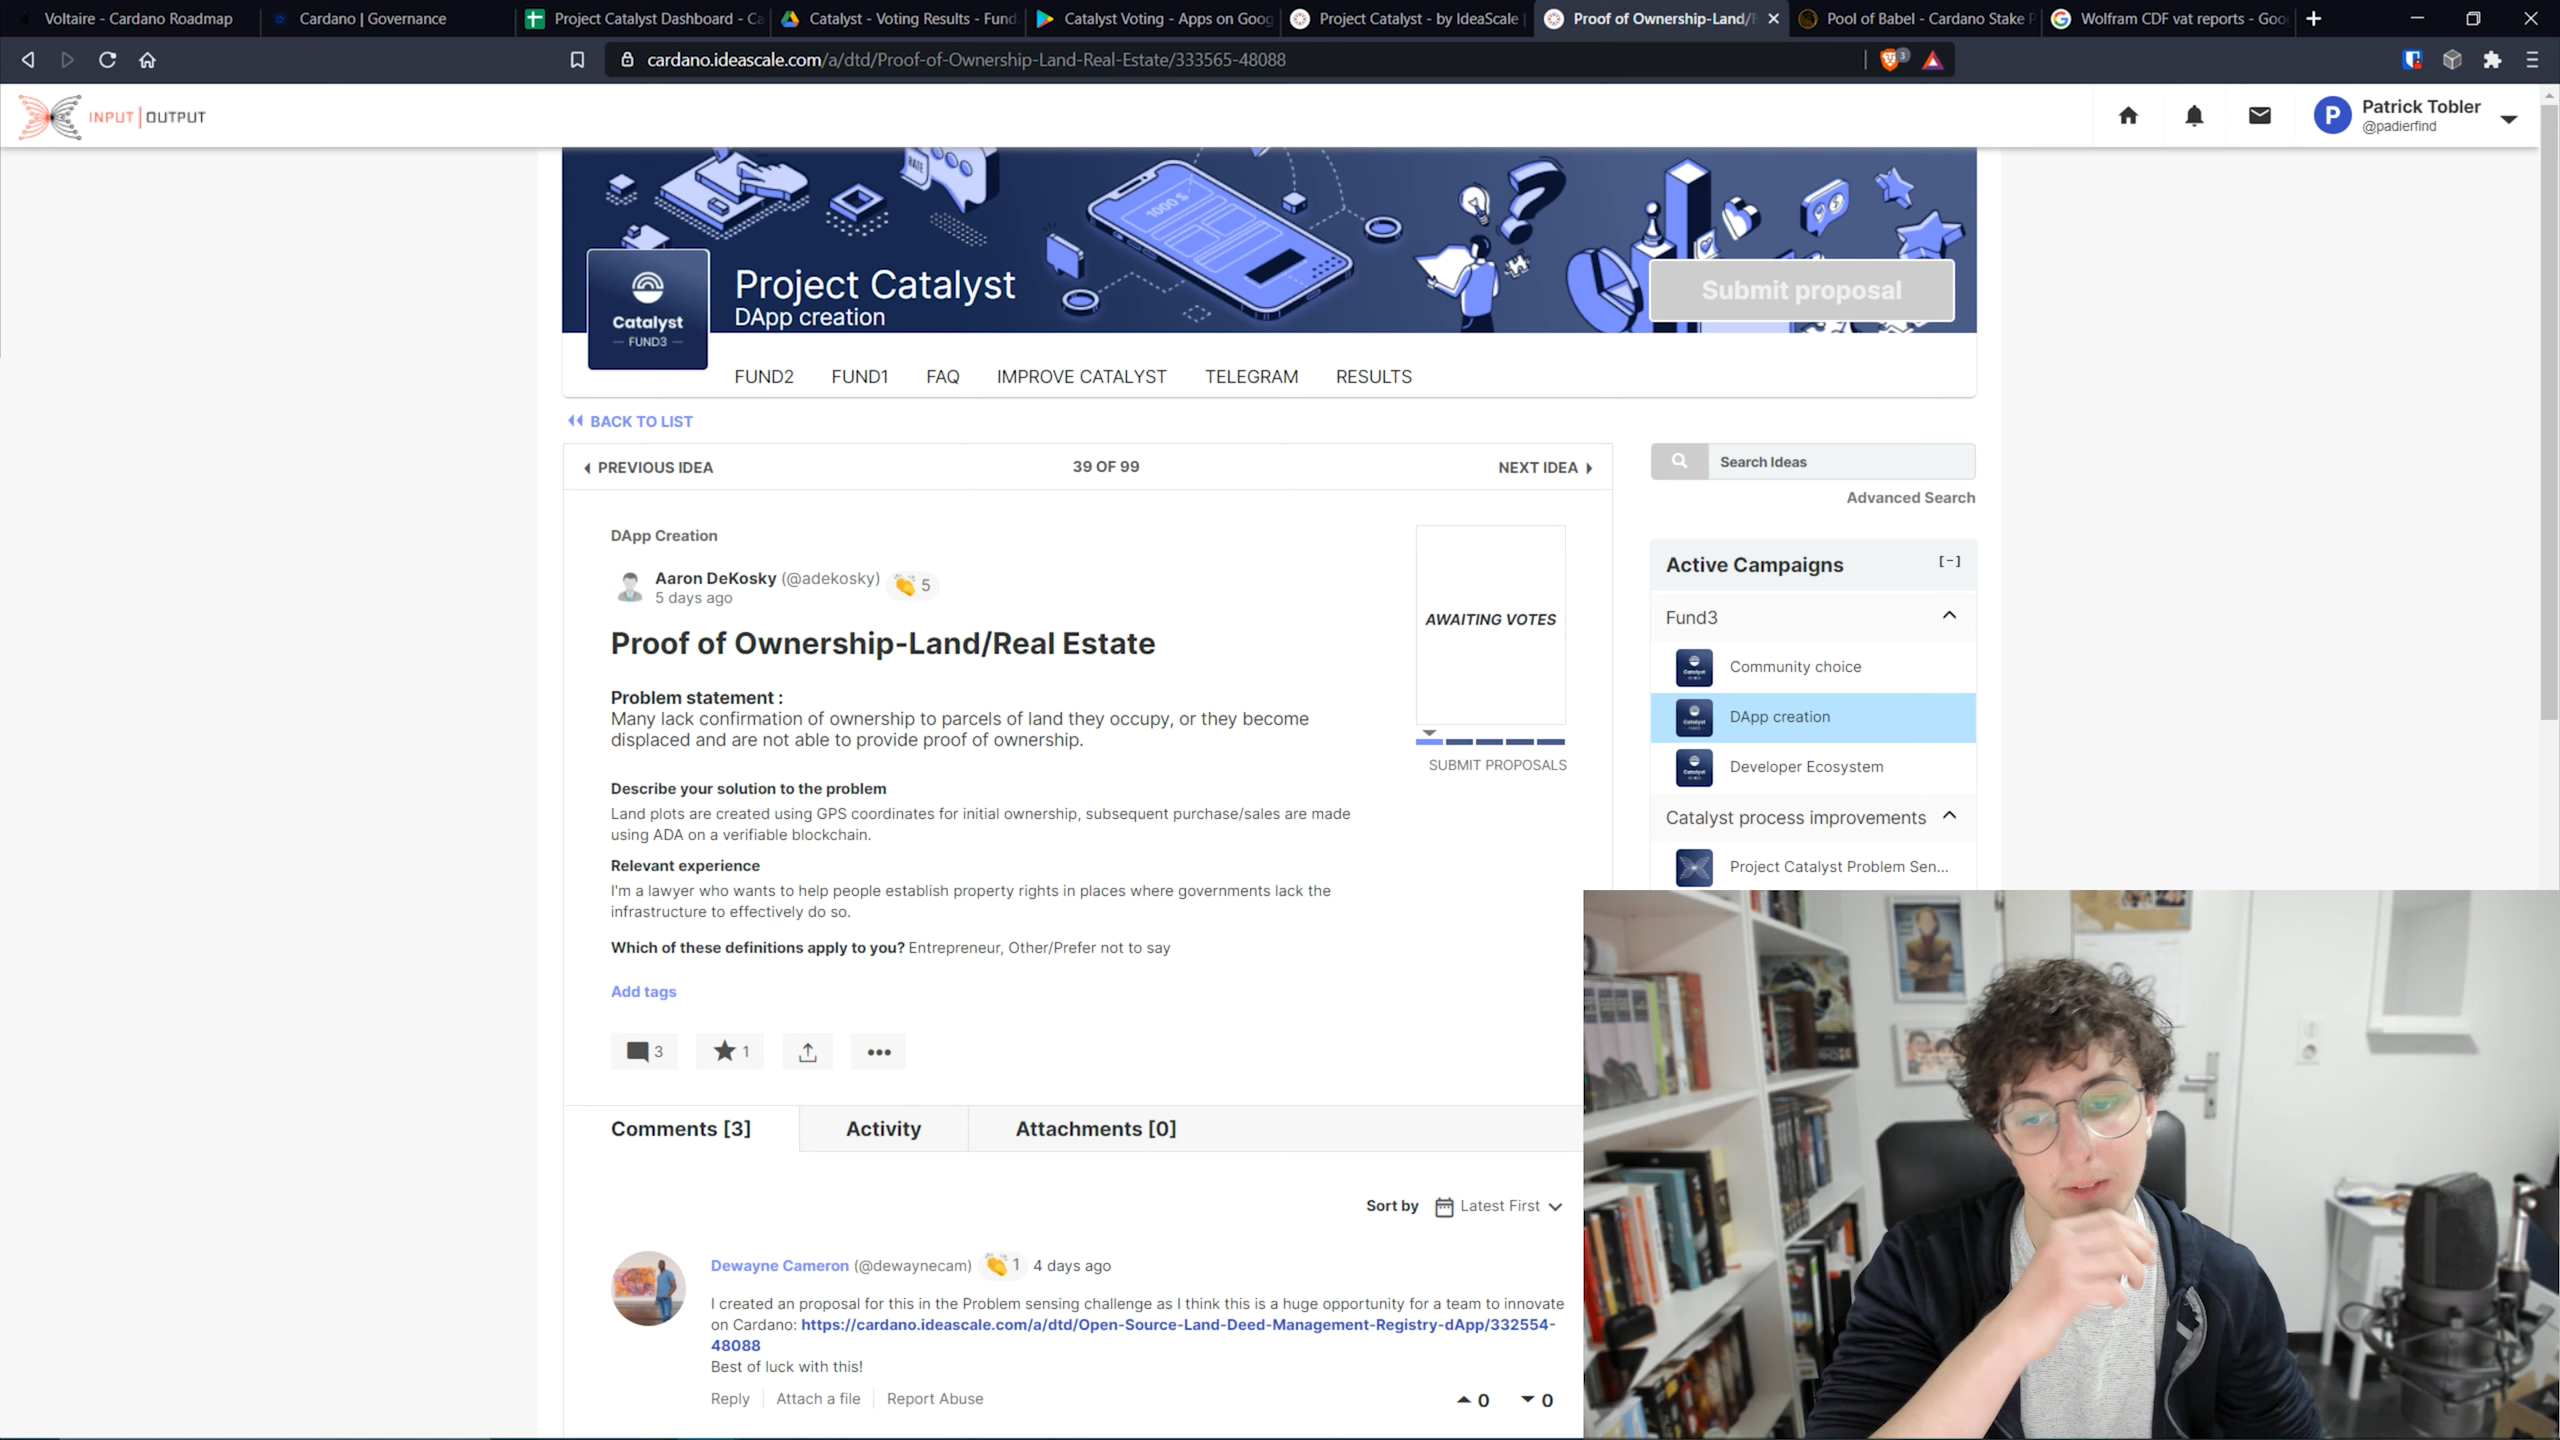 Voltaire - Cardano Roadmap
Cardano | Governance
Project Catalyst Dashboard - Ca
Catalyst - Voting Results - Fund
Catalyst Voting - Apps on Goog
Project Catalyst - by IdeaScale |
Proof of Ownership-Land/R
Pool of Babel - Cardano Stake P
Wolfram CDF vat reports - Goo
cardano.ideascale.com/a/dtd/Proof-of-Ownership-Land-Real-Estate/333565-48088
3
INPUT | OUTPUT
P
Patrick Tobler
@padierfind
RATE
1000 $
Catalyst
— FUND3 —
Project Catalyst
DApp creation
Submit proposal
FUND2 FUND1 FAQ IMPROVE CATALYST TELEGRAM RESULTS
BACK TO LIST
PREVIOUS IDEA
39 OF 99
NEXT IDEA
DApp Creation
Aaron DeKosky (@adekosky) 5
5 days ago
Proof of Ownership-Land/Real Estate
Problem statement :
Many lack confirmation of ownership to parcels of land they occupy, or they become
displaced and are not able to provide proof of ownership.
Describe your solution to the problem
Land plots are created using GPS coordinates for initial ownership, subsequent purchase/sales are made
using ADA on a verifiable blockchain.
Relevant experience
I'm a lawyer who wants to help people establish property rights in places where governments lack the
infrastructure to effectively do so.
Which of these definitions apply to you? Entrepreneur, Other/Prefer not to say
Add tags
3
1
AWAITING VOTES
SUBMIT PROPOSALS
Search Ideas
Advanced Search
Active Campaigns [-]
Fund3
Community choice
DApp creation
Developer Ecosystem
Catalyst process improvements
Project Catalyst Problem Sen...
Comments [3]
Activity
Attachments [0]
Sort by Latest First
Dewayne Cameron (@dewaynecam) 1 4 days ago
I created an proposal for this in the Problem sensing challenge as I think this is a huge opportunity for a team to innovate
on Cardano: https://cardano.ideascale.com/a/dtd/Open-Source-Land-Deed-Management-Registry-dApp/332554-
48088
Best of luck with this!
Reply Attach a file Report Abuse
0 0